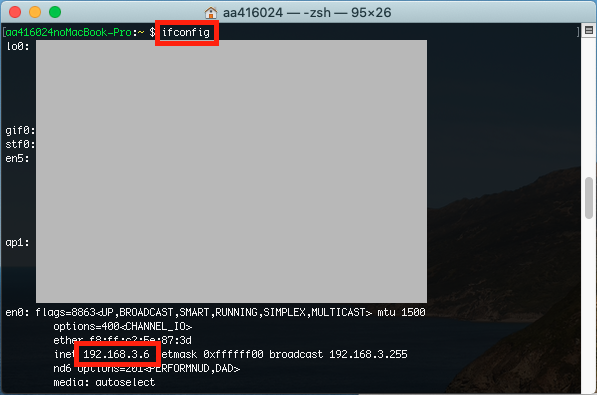 aa416024 — -zsh — 95×26
[aa416024noMacBook-Pro:~ $ ifconfig ]
lo0:
gif0:
stf0:
en5:
ap1:
en0: flags=8863<UP,BROADCAST,SMART,RUNNING,SIMPLEX,MULTICAST> mtu 1500
options=400<CHANNEL_IO>
ether f8:ff:c2:5e:87:3d
inet 192.168.3.6 netmask 0xffffff00 broadcast 192.168.3.255
nd6 options=201<PERFORMNUD,DAD>
media: autoselect